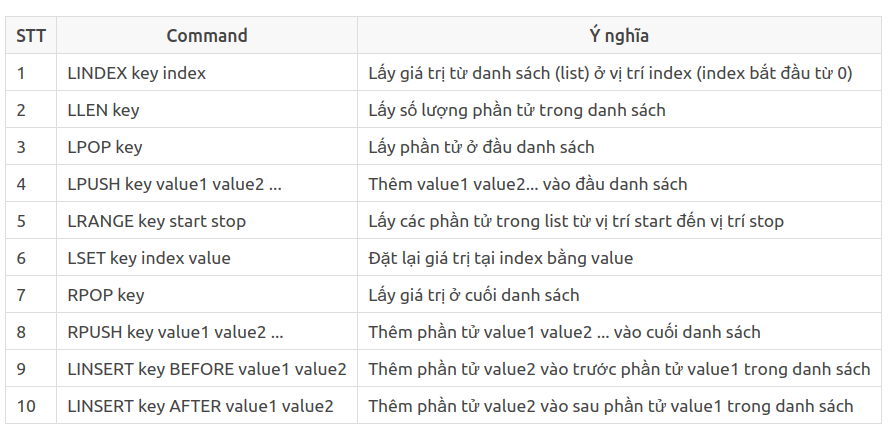 STT Command Ý nghĩa
1 LINDEX key index Lấy giá trị từ danh sách (list) ở vị trí index (index bắt đầu từ 0)
2 LLEN key Lấy số lượng phần tử trong danh sách
3 LPOP key Lấy phần tử ở đầu danh sách
4 LPUSH key value1 value2 ... Thêm value1 value2... vào đầu danh sách
5 LRANGE key start stop Lấy các phần tử trong list từ vị trí start đến vị trí stop
6 LSET key index value Đặt lại giá trị tại index bằng value
7 RPOP key Lấy giá trị ở cuối danh sách
8 RPUSH key value1 value2 ... Thêm phần tử value1 value2 ... vào cuối danh sách
9 LINSERT key BEFORE value1 value2 Thêm phần tử value2 vào trước phần tử value1 trong danh sách
10 LINSERT key AFTER value1 value2 Thêm phần tử value2 vào sau phần tử value1 trong danh sách